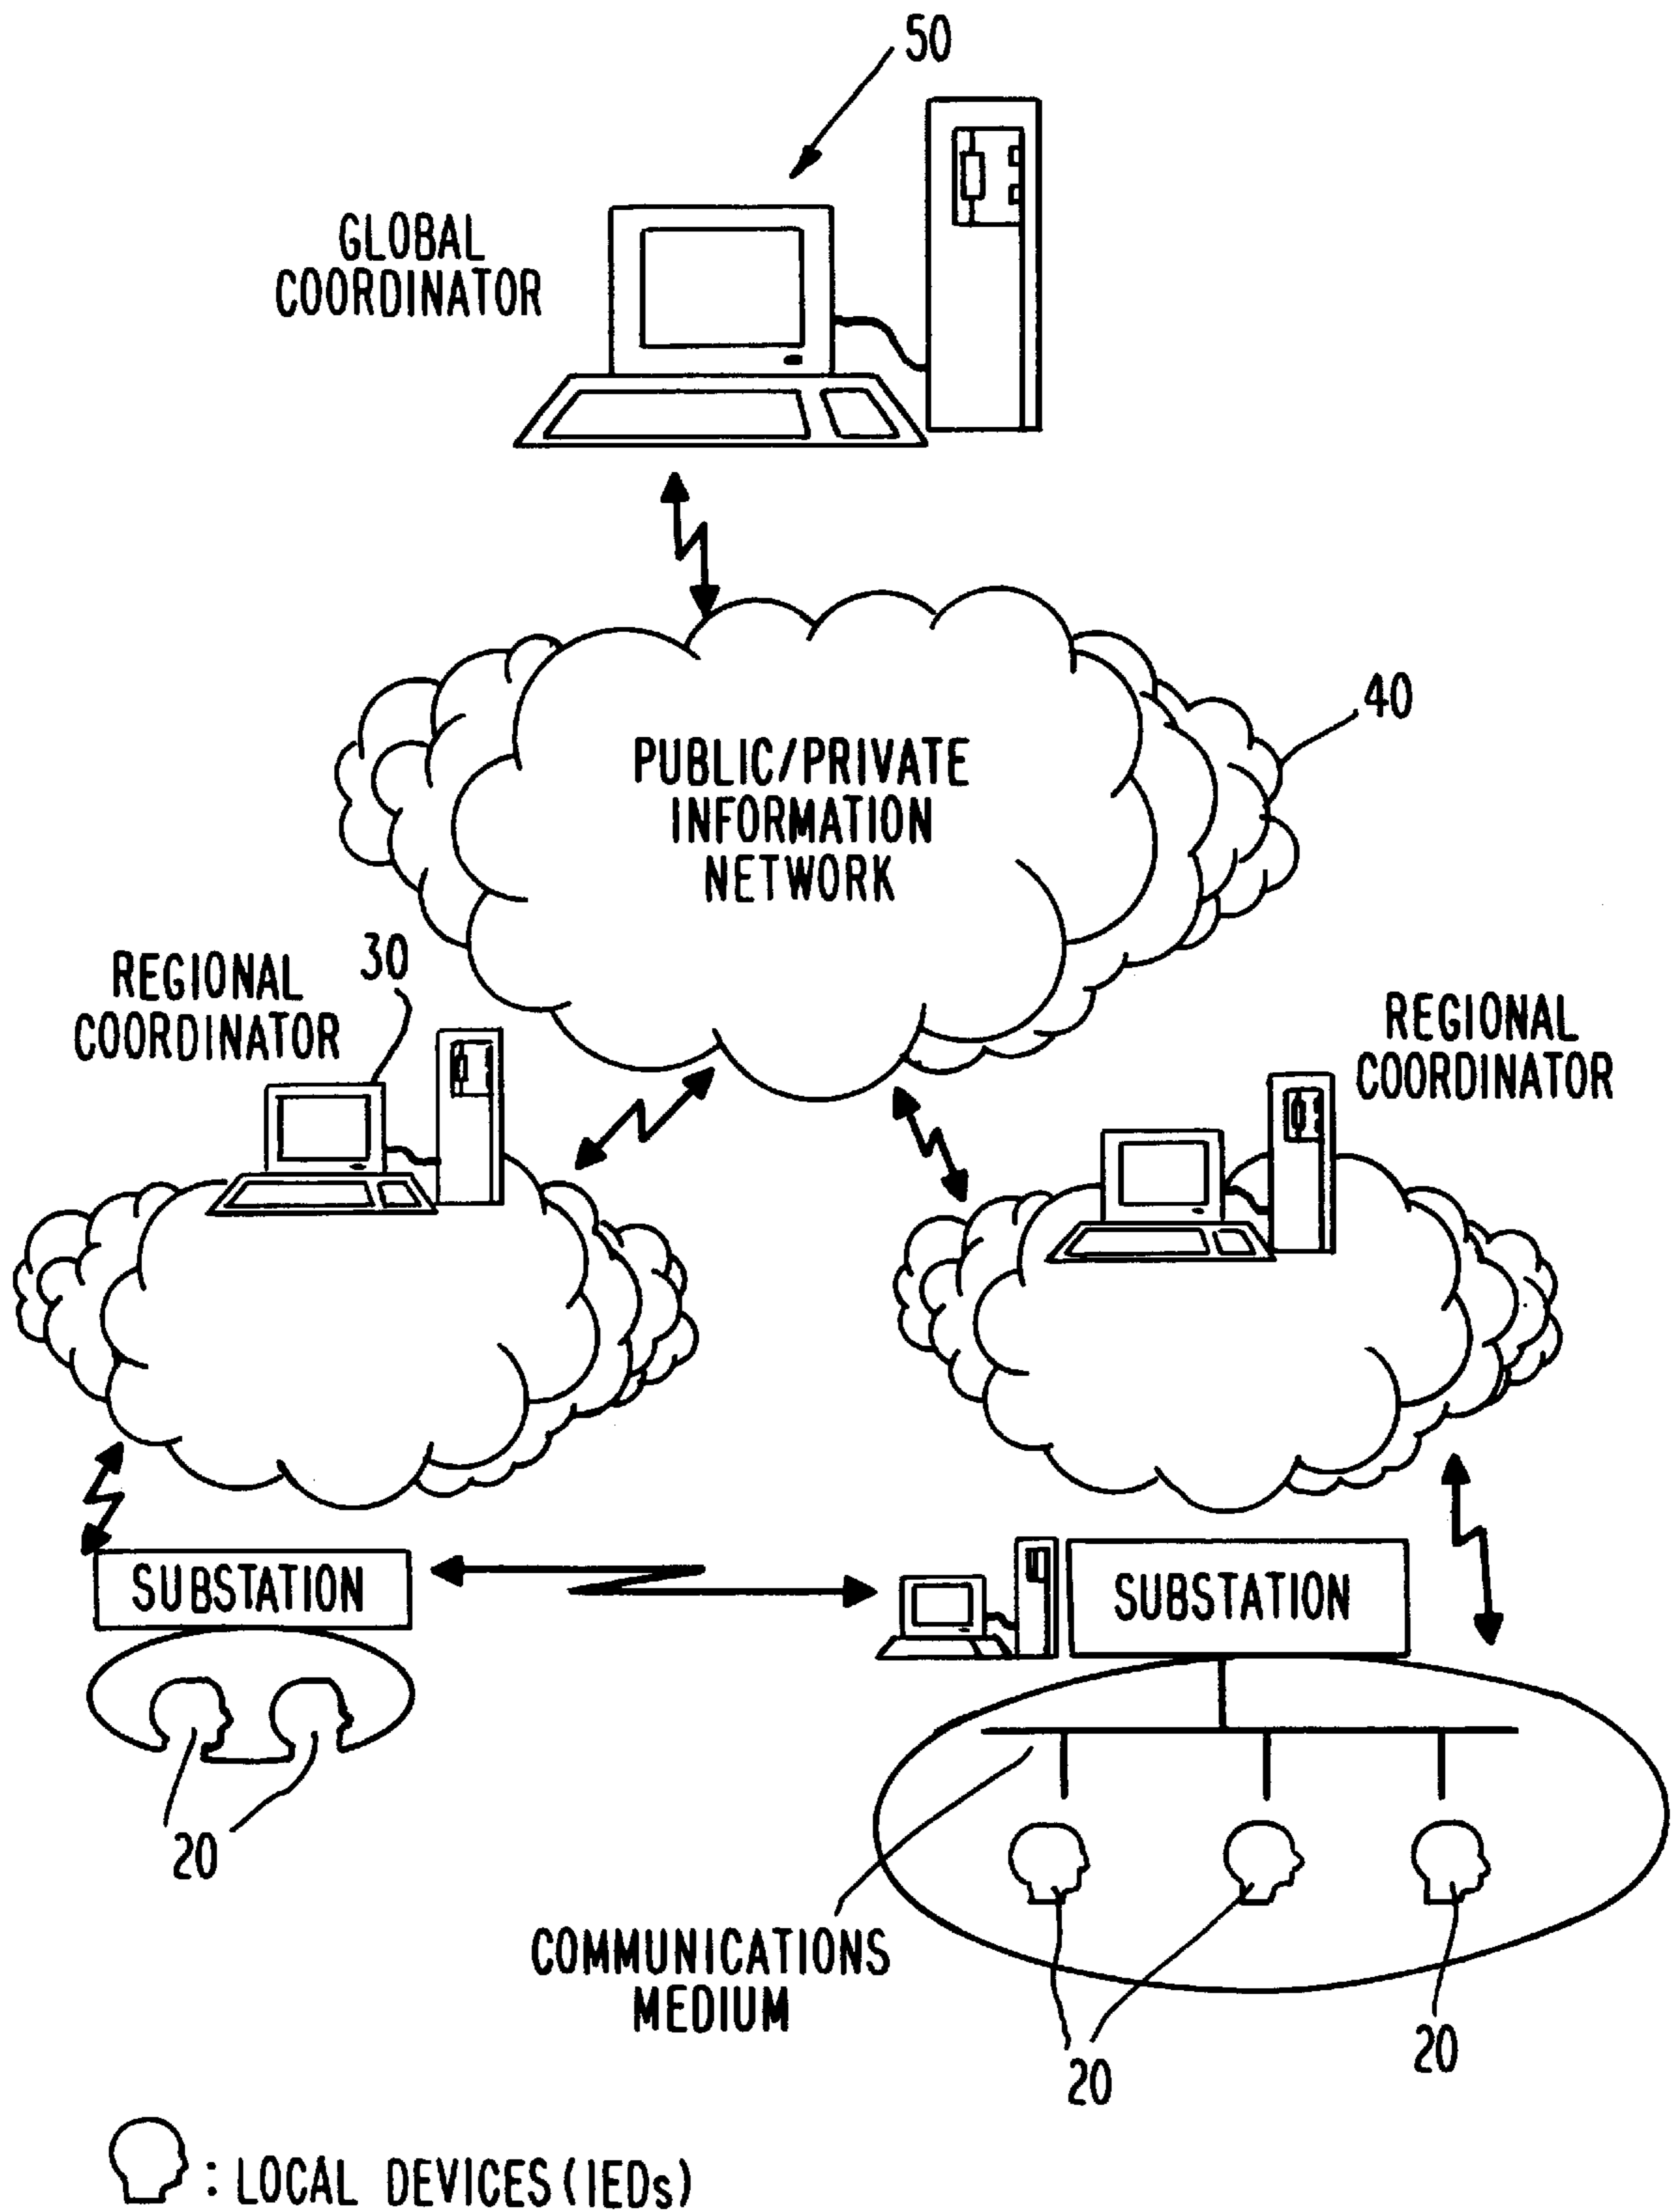 50
GLOBAL
COORDINATOR
40
PUBLIC/PRIVATE
INFORMATION
NETWORK
REGIONAL
COORDINATOR
30
REGIONAL
COORDINATOR
SUBSTATION
SUBSTATION
20
COMMUNICATIONS
MEDIUM
20
20
: LOCAL DEVICES (IEDs)